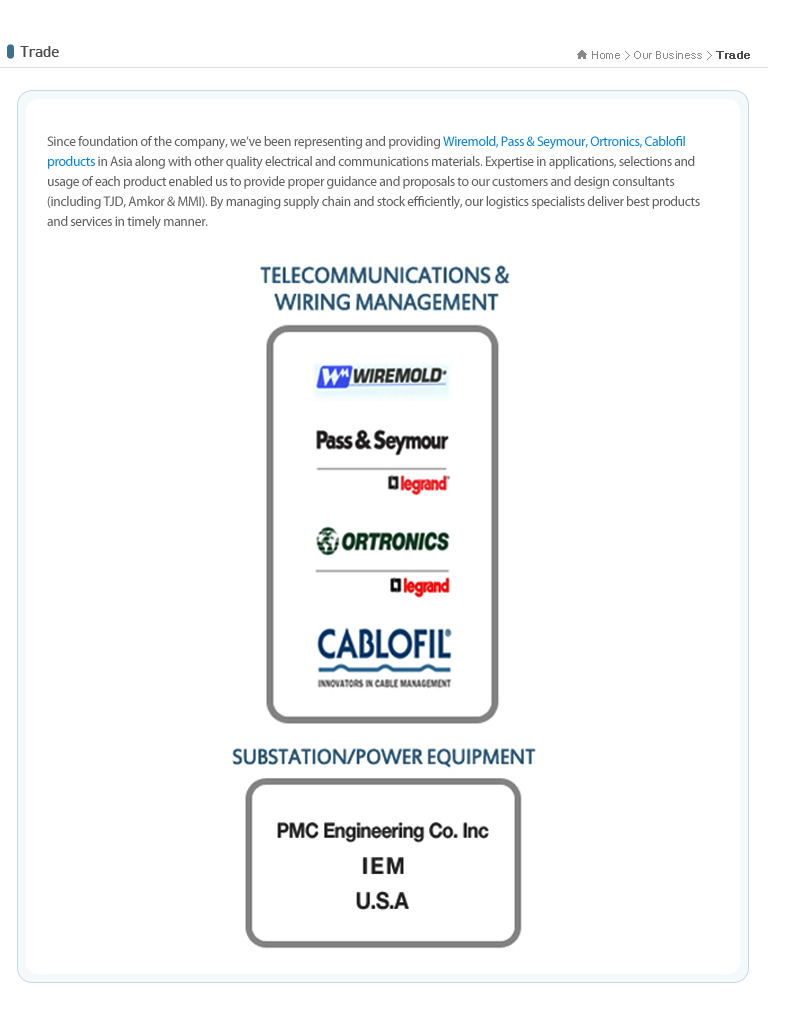 Trade
Home > Our Business > Trade
Since foundation of the company, we've been representing and providing Wiremold, Pass & Seymour, Ortronics, Cablofil
products in Asia along with other quality electrical and communications materials. Expertise in applications, selections and
usage of each product enabled us to provide proper guidance and proposals to our customers and design consultants
(including TJD, Amkor & MMI). By managing supply chain and stock efficiently, our logistics specialists deliver best products
and services in timely manner.
TELECOMMUNICATIONS &
WIRING MANAGEMENT
WM WIREMOLD®
Pass & Seymour
legrand®
ORTRONICS
legrand
CABLOFIL®
INNOVATORS IN CABLE MANAGEMENT
SUBSTATION/POWER EQUIPMENT
PMC Engineering Co. Inc
IEM
U.S.A